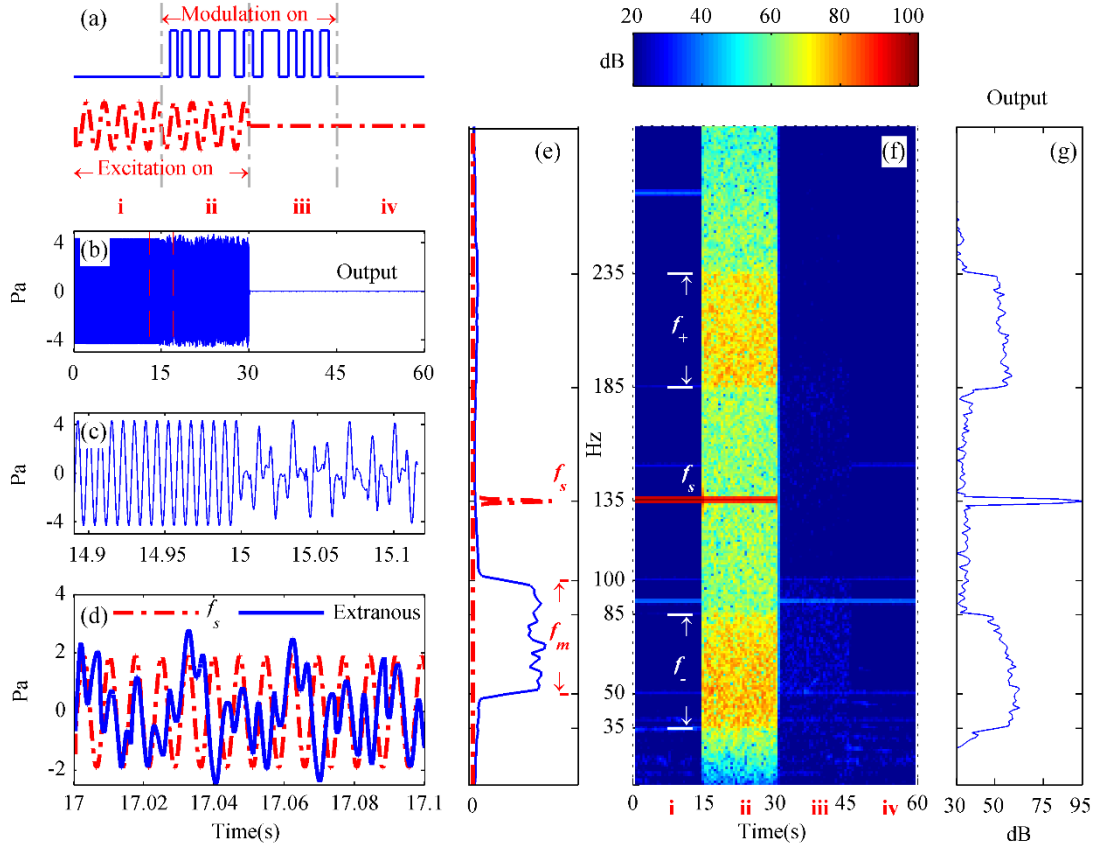 (a)
Modulation on
Excitation on
i ii iii iv
(b)
Output
Pa
4
0
-4
0 15 30 45 60
(c)
Pa
4
0
-4
14.9 14.95 15 15.05 15.1
(d)
f_s Extranous
Pa
4
2
0
-2
17 17.02 17.04 17.06 17.08 17.1
Time(s)
(e)
f_s
f_m
0
20 40 60 80 100
dB
(f)
Hz
235
185
135
100
85
50
35
f_+
f_s
f_-
0 15 30 45 60
i ii iii iv
Time(s)
Output
(g)
30 50 75 95
dB